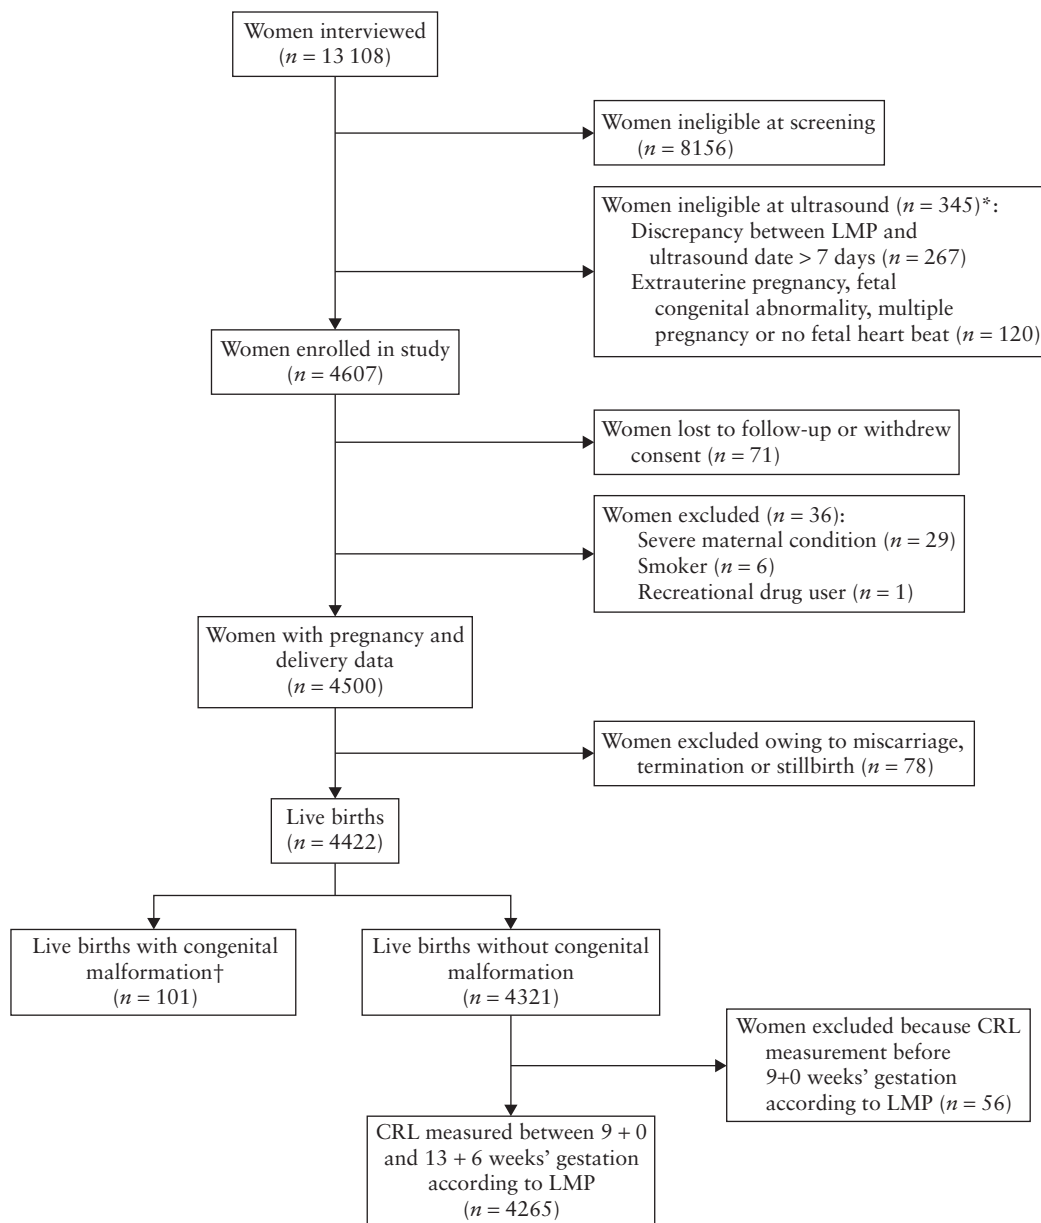 Women interviewed
(n = 13 108)
Women ineligible at screening
(n = 8156)
Women ineligible at ultrasound (n = 345)*:
Discrepancy between LMP and
ultrasound date > 7 days (n = 267)
Extrauterine pregnancy, fetal
congenital abnormality, multiple
pregnancy or no fetal heart beat (n = 120)
Women enrolled in study
(n = 4607)
Women lost to follow-up or withdrew
consent (n = 71)
Women excluded (n = 36):
Severe maternal condition (n = 29)
Smoker (n = 6)
Recreational drug user (n = 1)
Women with pregnancy and
delivery data
(n = 4500)
Women excluded owing to miscarriage,
termination or stillbirth (n = 78)
Live births
(n = 4422)
Live births with congenital
malformation†
(n = 101)
Live births without congenital
malformation
(n = 4321)
Women excluded because CRL
measurement before
9+0 weeks’ gestation
according to LMP (n = 56)
CRL measured between 9 + 0
and 13 + 6 weeks’ gestation
according to LMP
(n = 4265)